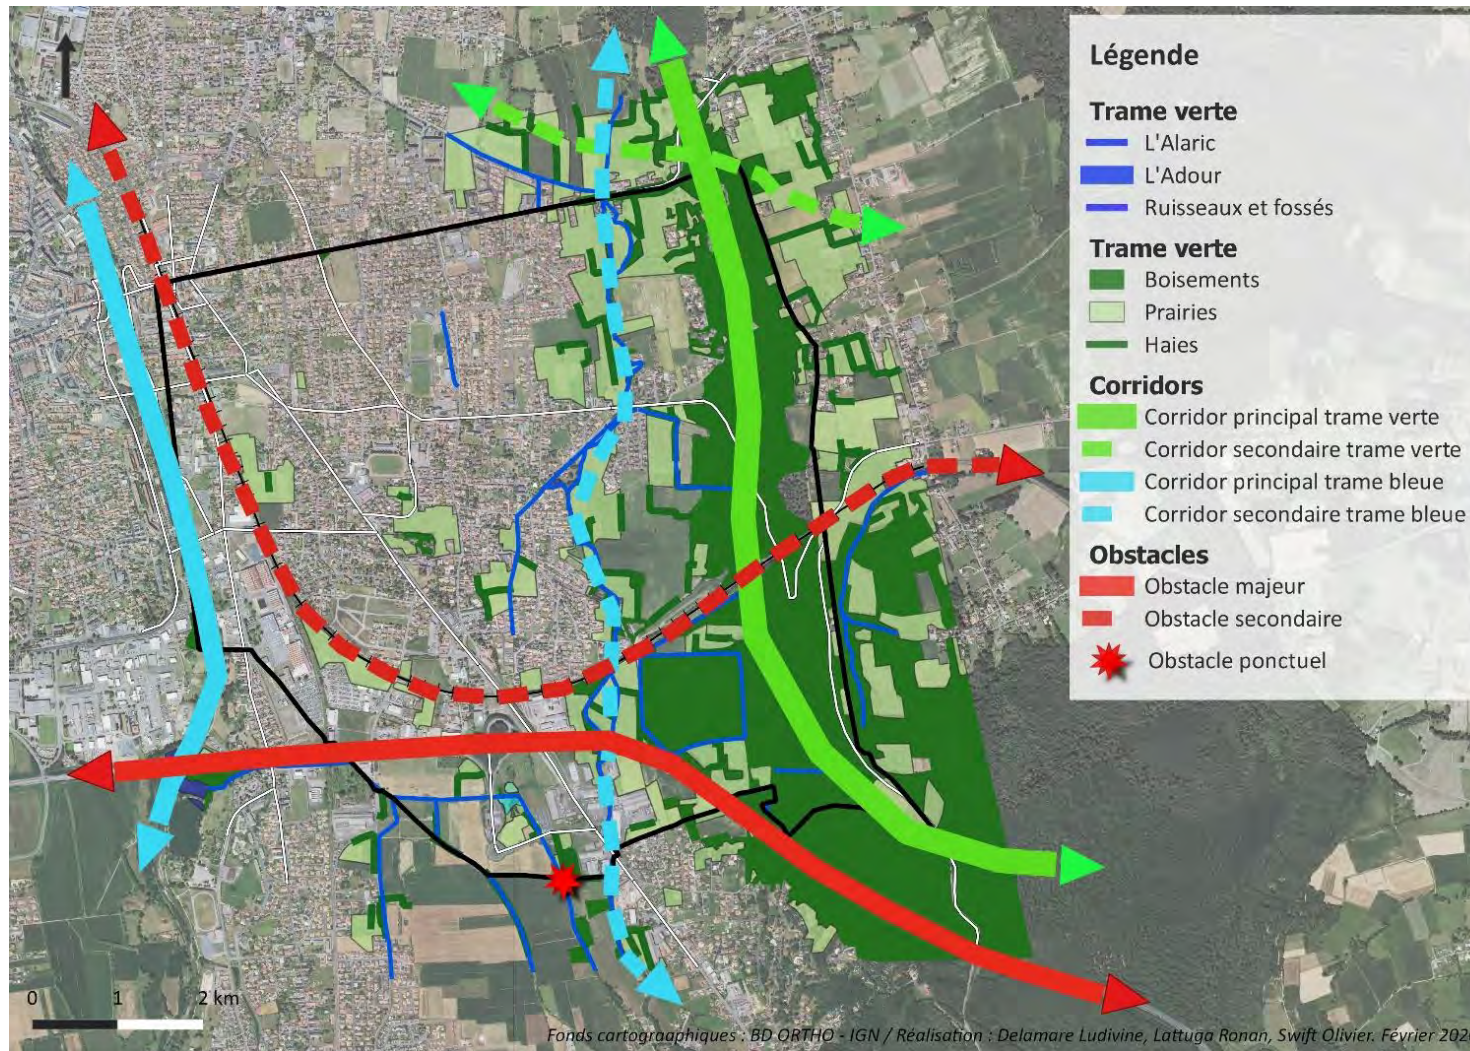 Légende
Trame verte
L'Alaric
L'Adour
Ruisseaux et fossés
Trame verte
Boisements
Prairies
Haies
Corridors
Corridor principal trame verte
Corridor secondaire trame verte
Corridor principal trame bleue
Corridor secondaire trame bleue
Obstacles
Obstacle majeur
Obstacle secondaire
Obstacle ponctuel
0 1 2 km
Fonds cartograaphiques : BD ORTHO - IGN / Réalisation : Delamare Ludivine, Lattuga Ronan, Swift Olivier. Février 202